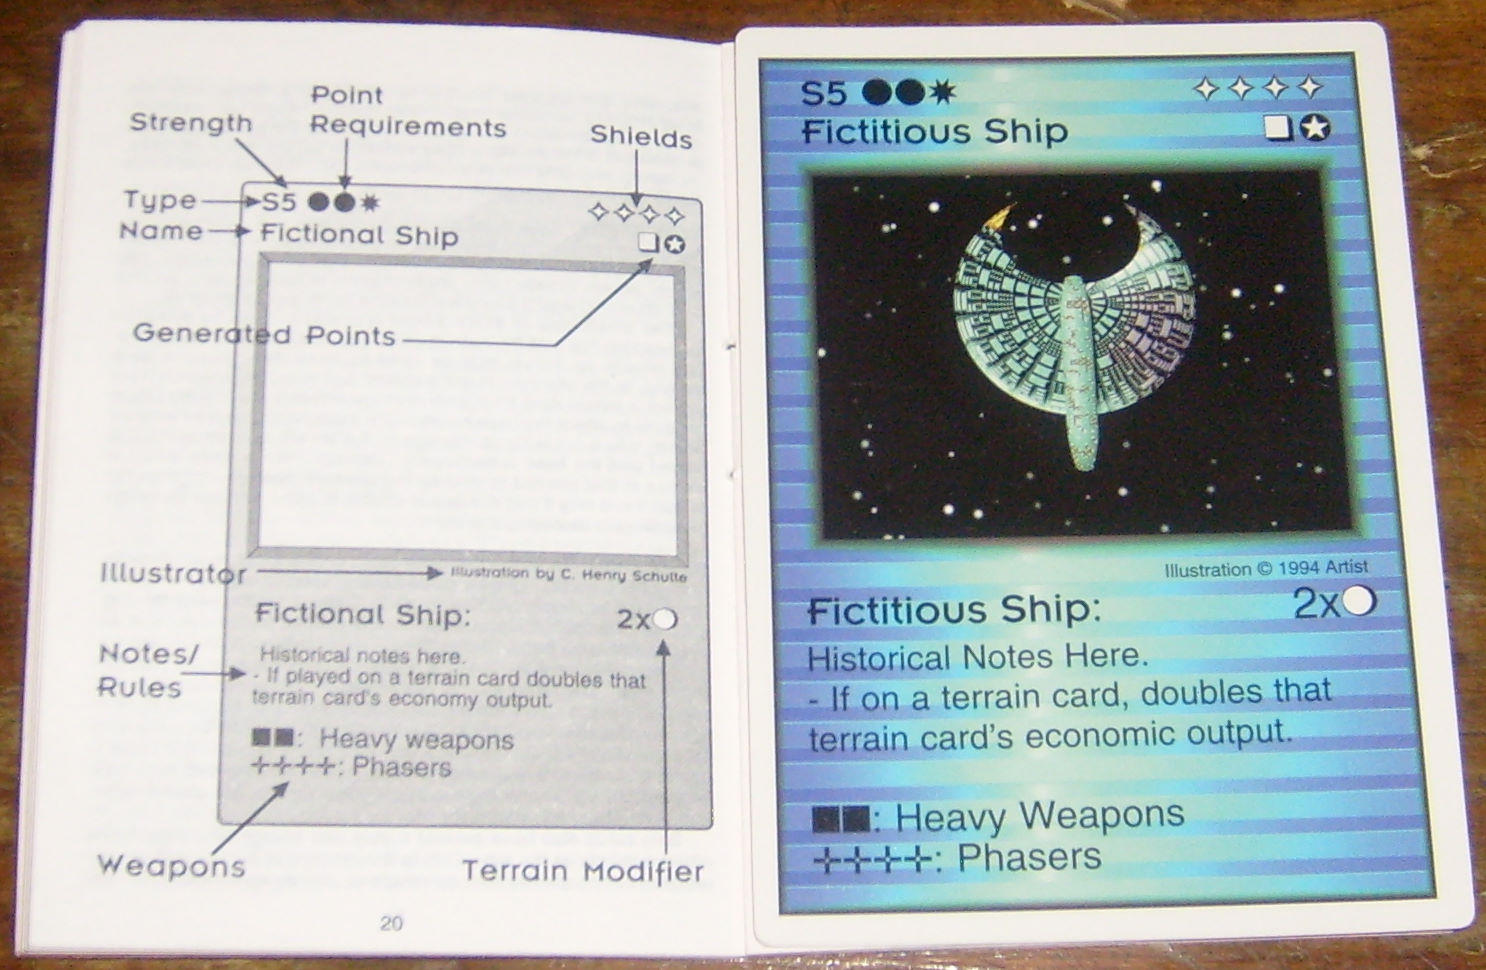 Point
Requirements
Strength
Shields
Type
S5
Name
Fictional Ship
Generated Points
Illustrator
Illustration by C. Henry Schulte
Fictional Ship:
2x
Notes/
Rules
Historical notes here.
- If played on a terrain card doubles that
terrain card's economy output.
: Heavy weapons
: Phasers
Weapons
Terrain Modifier
20
S5
Fictitious Ship
Illustration © 1994 Artist
Fictitious Ship:
2x
Historical Notes Here.
- If on a terrain card, doubles that
terrain card's economic output.
: Heavy Weapons
: Phasers